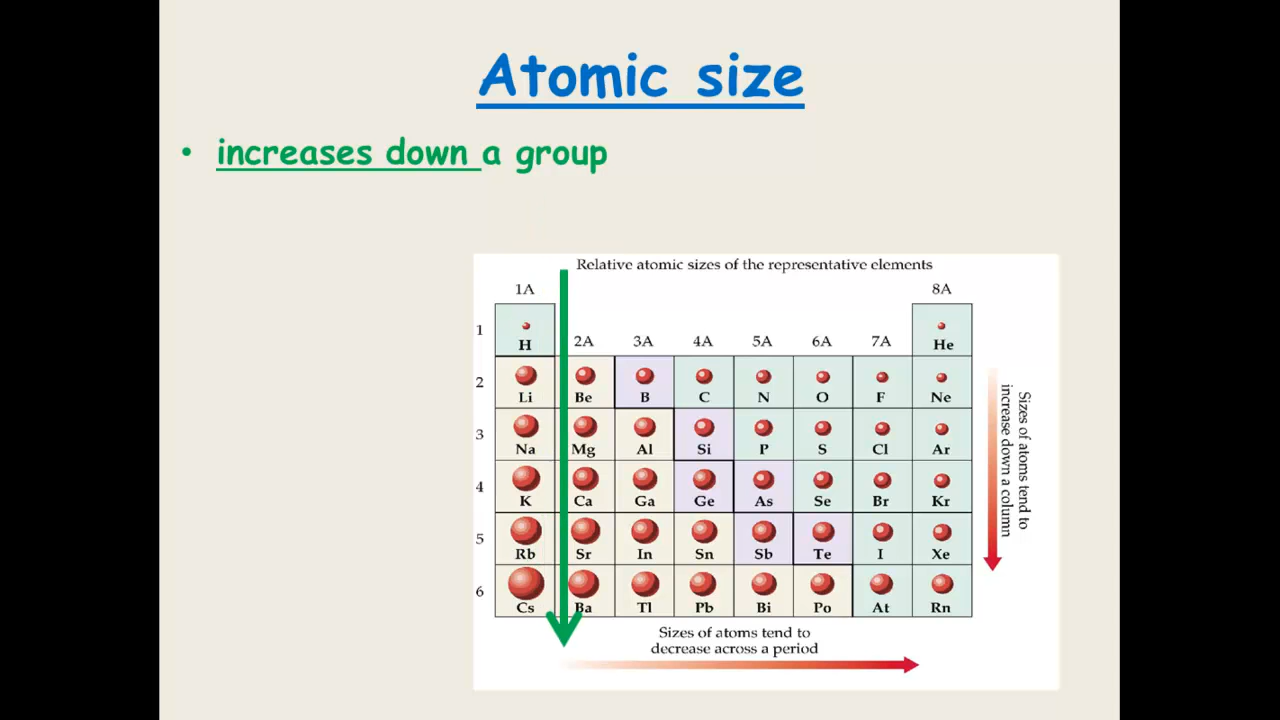 Atomic size
• increases down a group
Relative atomic sizes of the representative elements
1A 8A
1 H 2A 3A 4A 5A 6A 7A He
2 Li Be B C N O F Ne
3 Na Mg Al Si P S Cl Ar
4 K Ca Ga Ge As Se Br Kr
5 Rb Sr In Sn Sb Te I Xe
6 Cs Ba Tl Pb Bi Po At Rn
Sizes of atoms tend to
increase down a column
Sizes of atoms tend to
decrease across a period